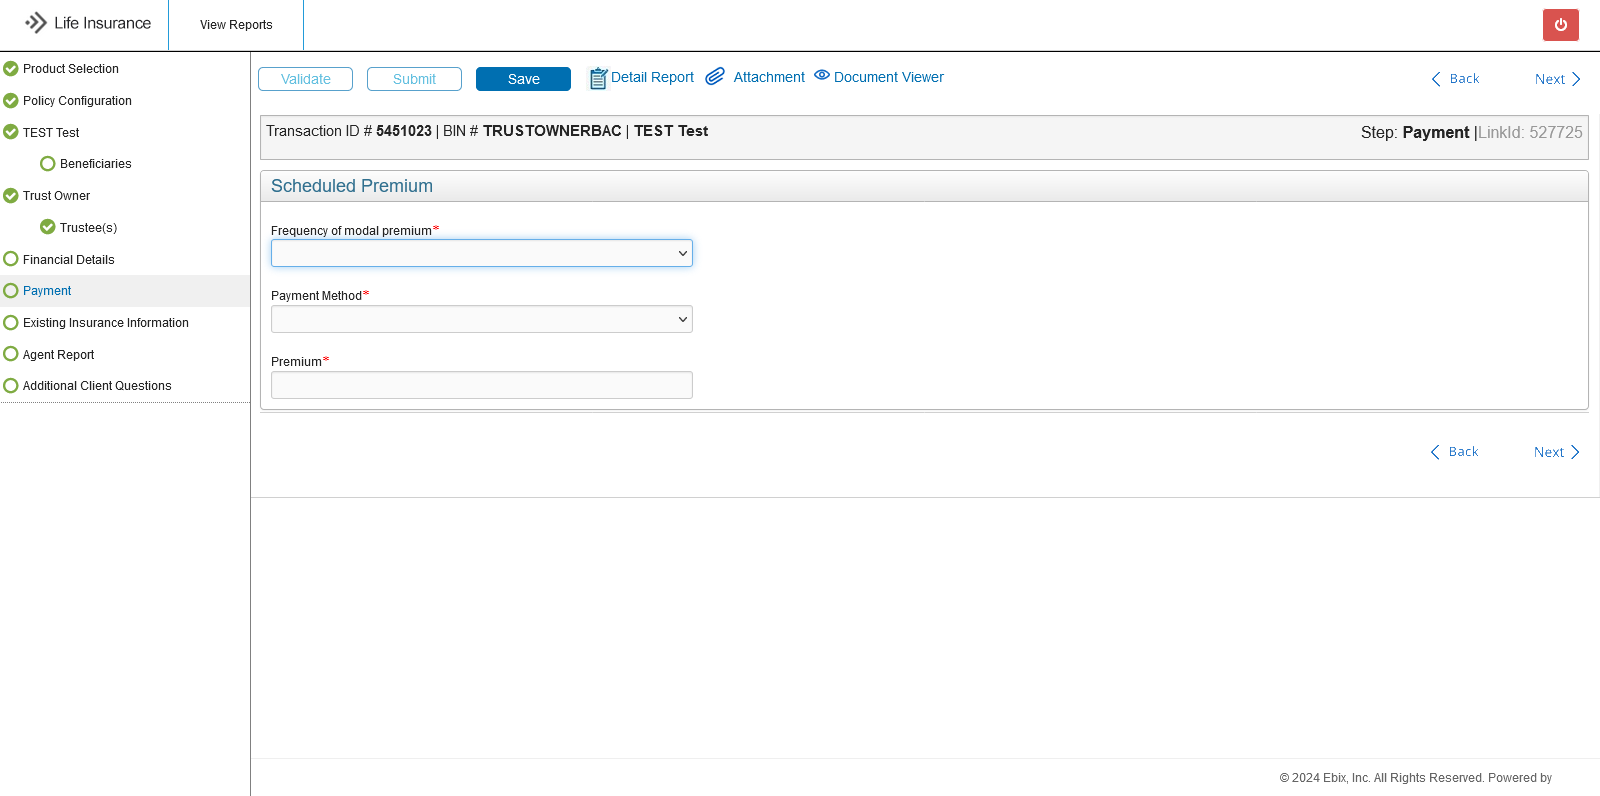 Life Insurance
View Reports
Product Selection
Policy Configuration
TEST Test
Beneficiaries
Trust Owner
Trustee(s)
Financial Details
Payment
Existing Insurance Information
Agent Report
Additional Client Questions
Validate Submit Save Detail Report Attachment Document Viewer Back Next
Transaction ID # 5451023 | BIN # TRUSTOWNERBAC | TEST Test
Step: Payment |LinkId: 527725
Scheduled Premium
Frequency of modal premium*
Payment Method*
Premium*
Back Next
© 2024 Ebix, Inc. All Rights Reserved. Powered by